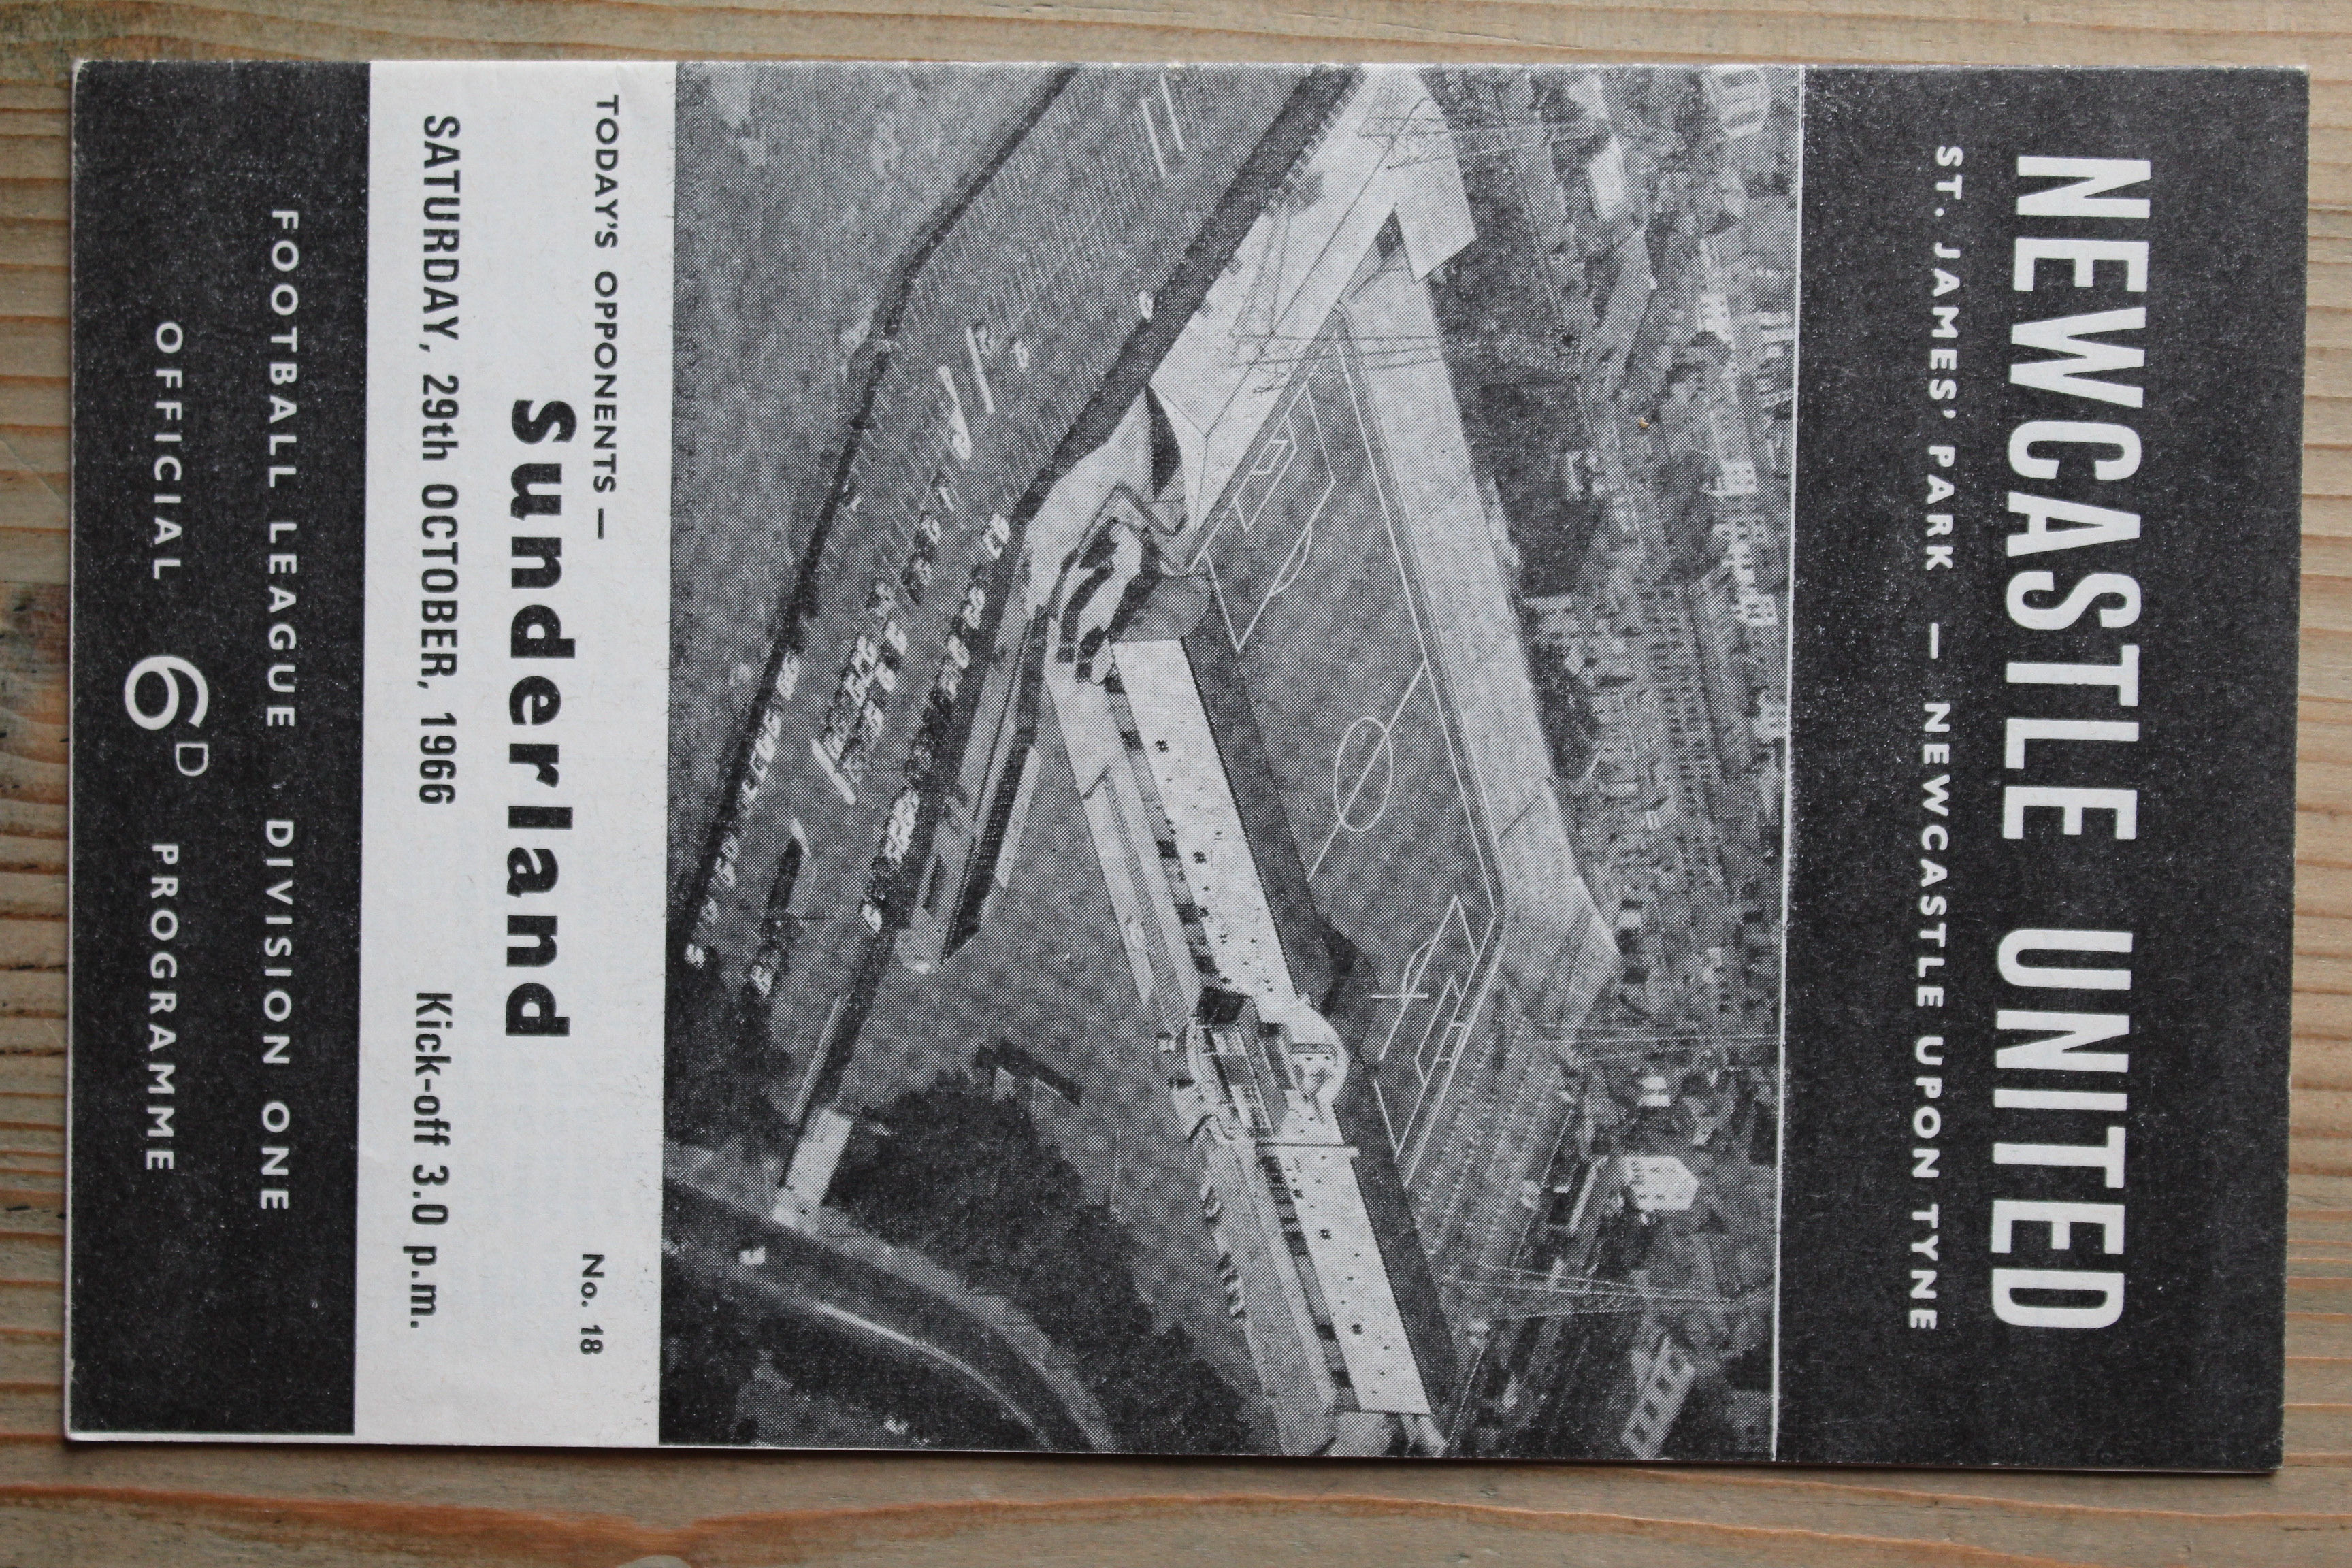 NEWCASTLE UNITED
ST. JAMES' PARK — NEWCASTLE UPON TYNE
TODAY'S OPPONENTS — No. 18
Sunderland
SATURDAY, 29th OCTOBER, 1966 Kick-off 3.0 p.m.
FOOTBALL LEAGUE , DIVISION ONE
OFFICIAL 6D PROGRAMME